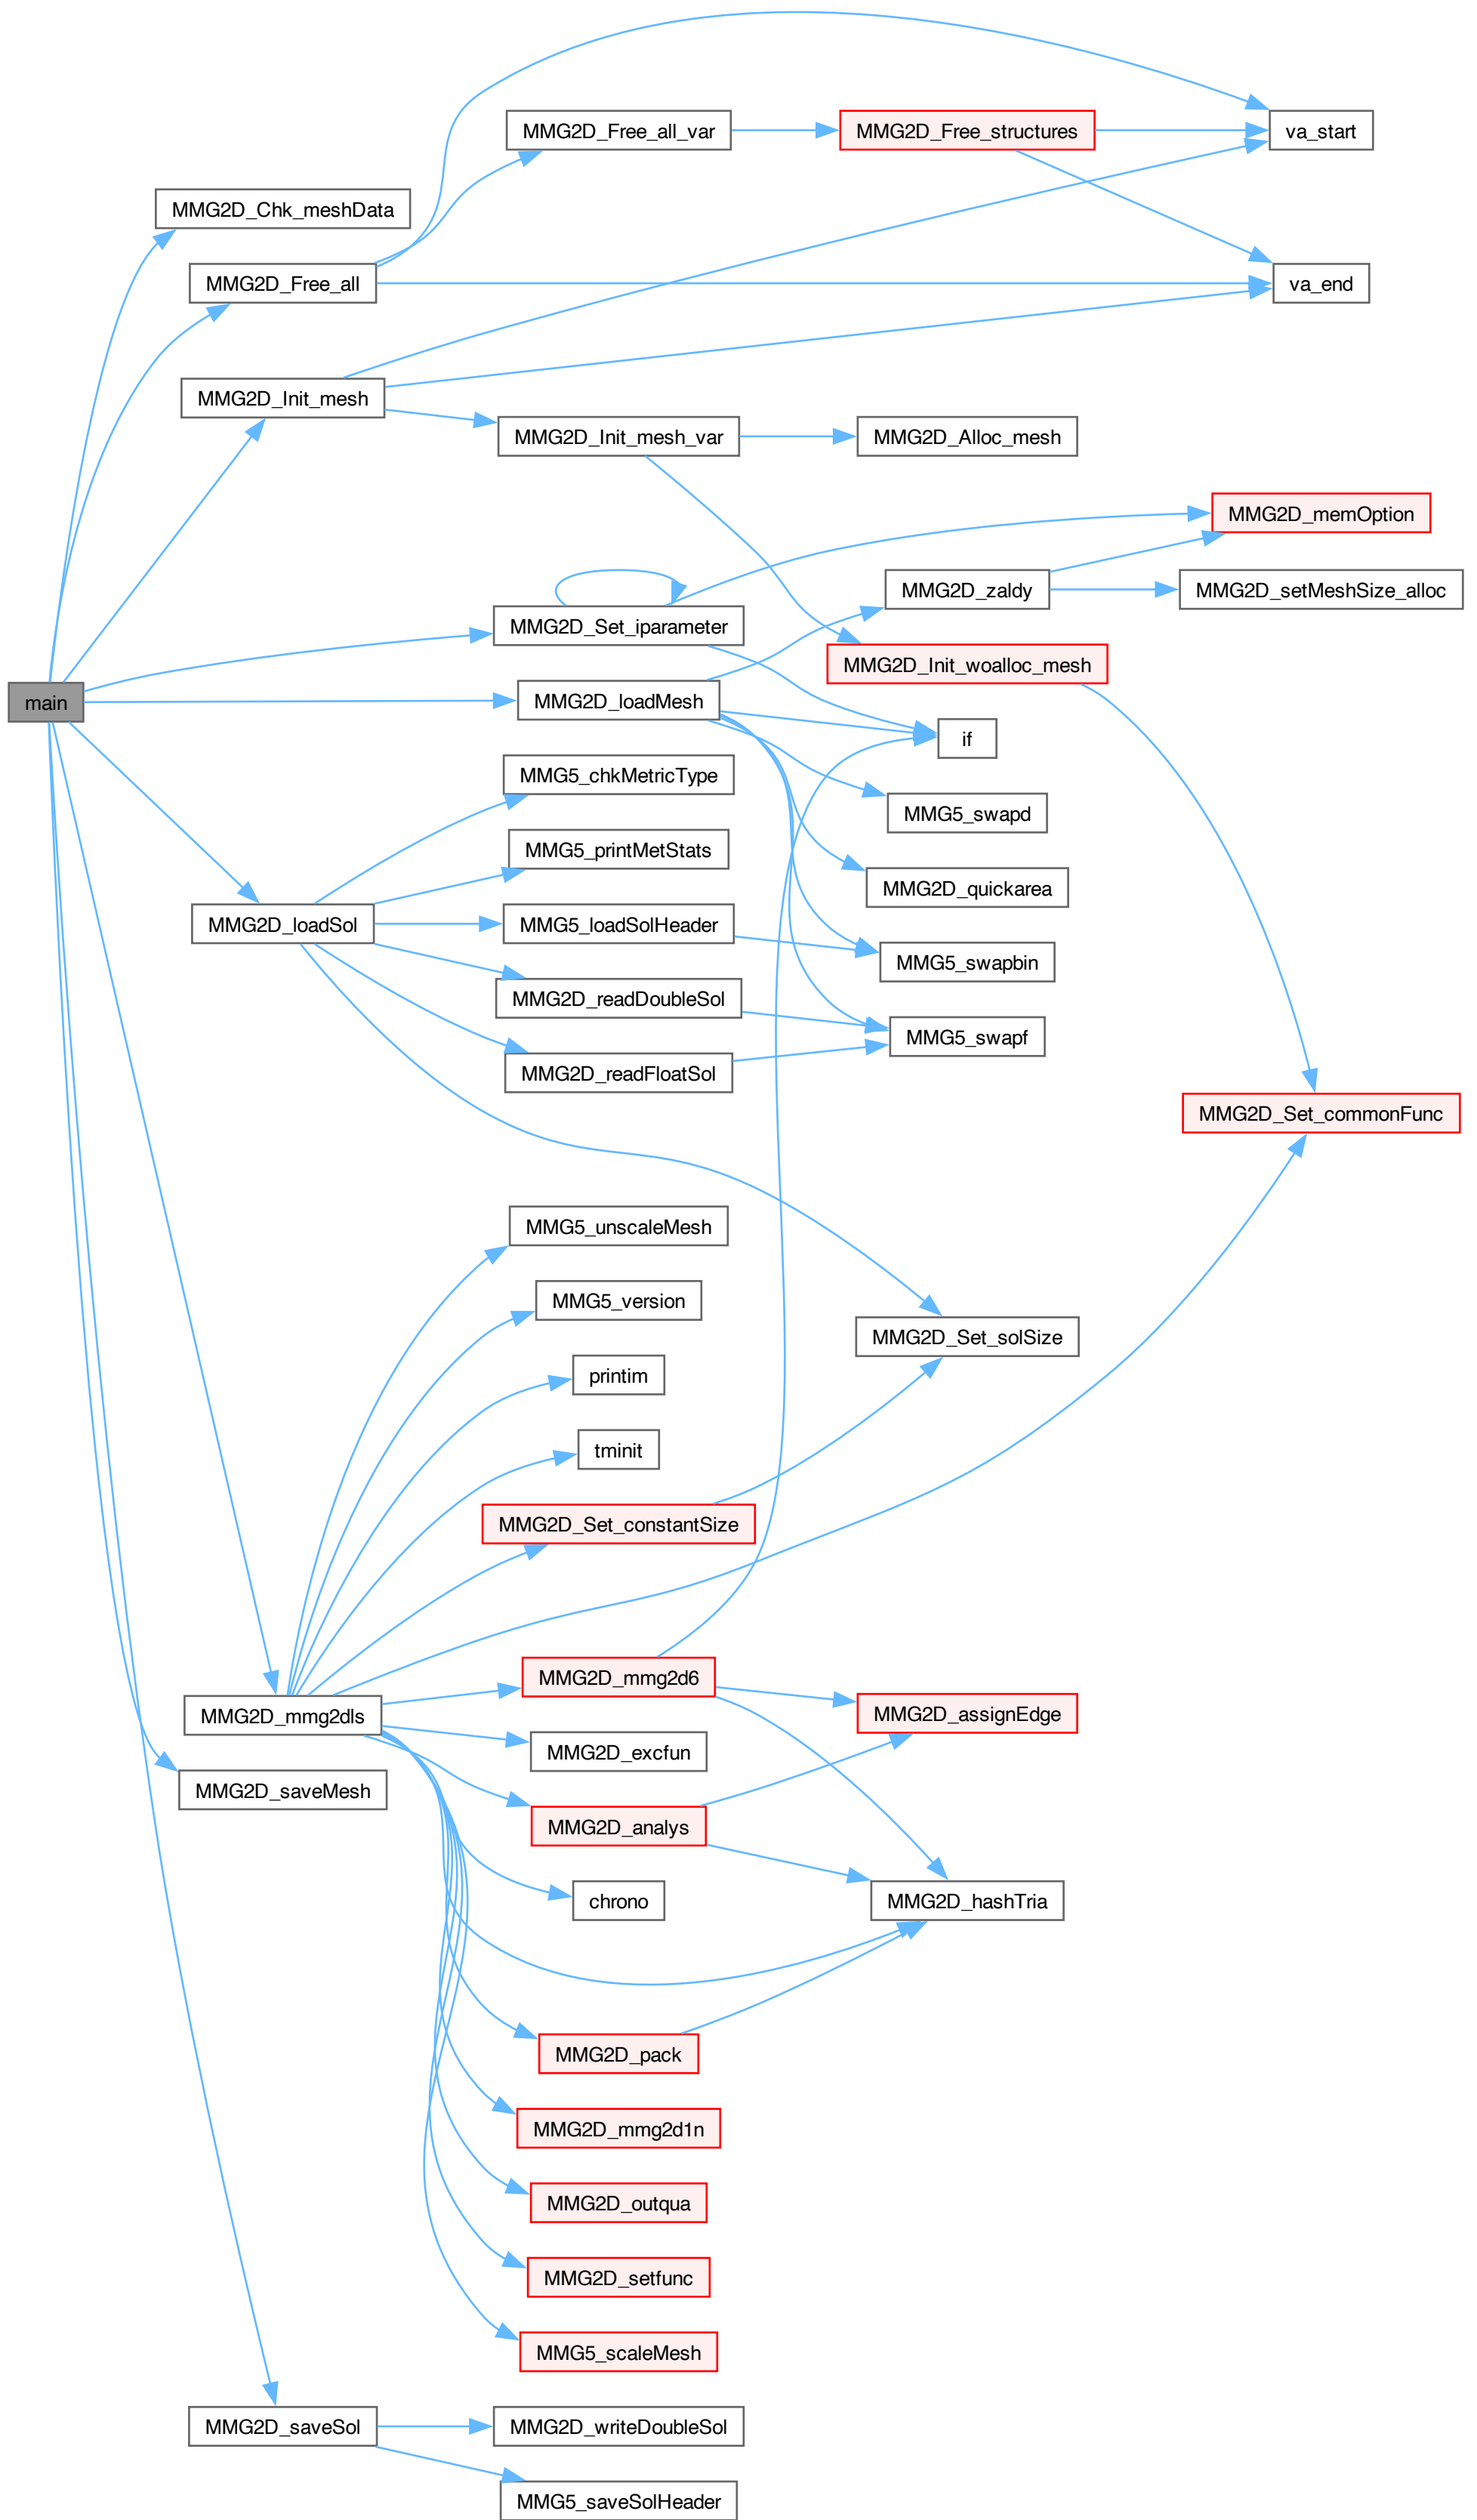 MMG2D_Free_all_var
MMG2D_Free_structures
va_start
MMG2D_Chk_meshData
MMG2D_Free_all
va_end
MMG2D_Init_mesh
MMG2D_Init_mesh_var
MMG2D_Alloc_mesh
MMG2D_memOption
MMG2D_zaldy
MMG2D_setMeshSize_alloc
MMG2D_Set_iparameter
MMG2D_Init_woalloc_mesh
main
MMG2D_loadMesh
if
MMG5_chkMetricType
MMG5_swapd
MMG5_printMetStats
MMG2D_quickarea
MMG2D_loadSol
MMG5_loadSolHeader
MMG5_swapbin
MMG2D_readDoubleSol
MMG5_swapf
MMG2D_readFloatSol
MMG2D_Set_commonFunc
MMG5_unscaleMesh
MMG5_version
MMG2D_Set_solSize
printim
tminit
MMG2D_Set_constantSize
MMG2D_mmg2d6
MMG2D_mmg2dls
MMG2D_assignEdge
MMG2D_excfun
MMG2D_saveMesh
MMG2D_analys
chrono
MMG2D_hashTria
MMG2D_pack
MMG2D_mmg2d1n
MMG2D_outqua
MMG2D_setfunc
MMG5_scaleMesh
MMG2D_saveSol
MMG2D_writeDoubleSol
MMG5_saveSolHeader